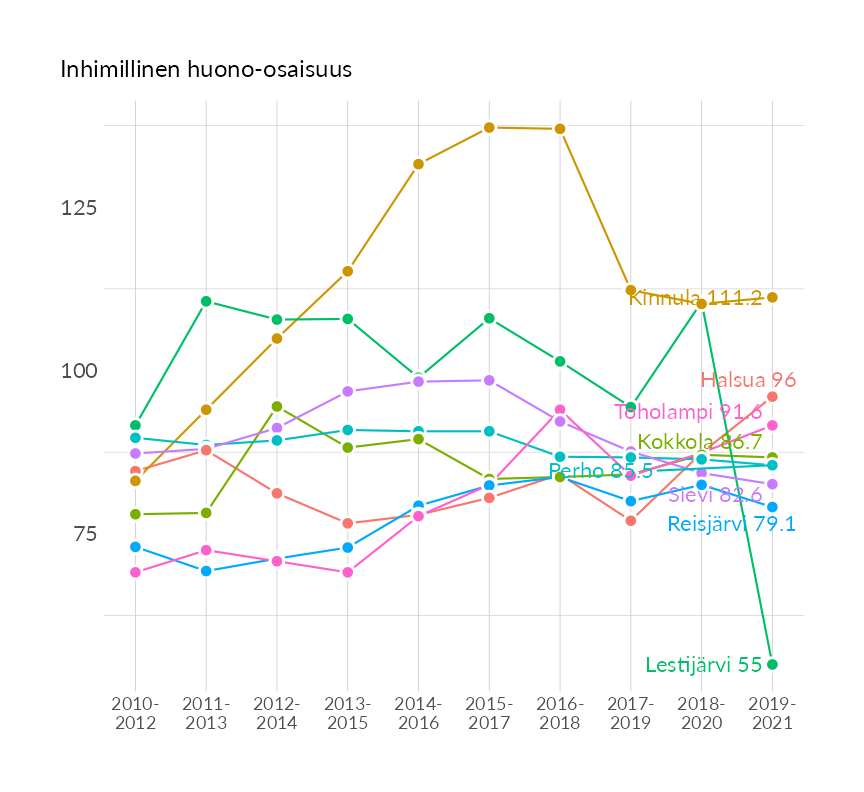 Inhimillinen huono-osaisuus
125
Kinnula 111.2
100
Halsua 96
Toholampi 91.6
Kokkola 86.7
Perho 85.5
Sievi 82.6
75
Reisjärvi 79.1
Lestijärvi 55
2010- 2011- 2012- 2013- 2014- 2015- 2016- 2017- 2018- 2019-
2012 2013 2014 2015 2016 2017 2018 2019 2020 2021